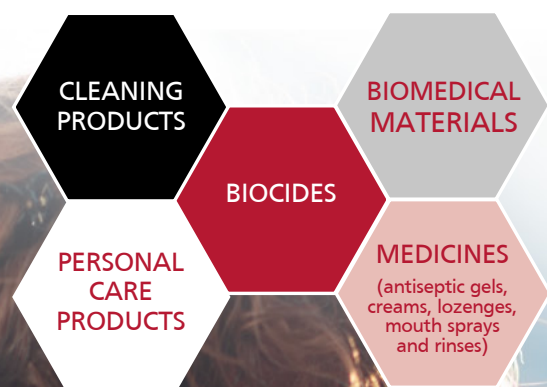 CLEANING
PRODUCTS
BIOMEDICAL
MATERIALS
BIOCIDES
PERSONAL
CARE
PRODUCTS
MEDICINES
(antiseptic gels,
creams, lozenges,
mouth sprays
and rinses)